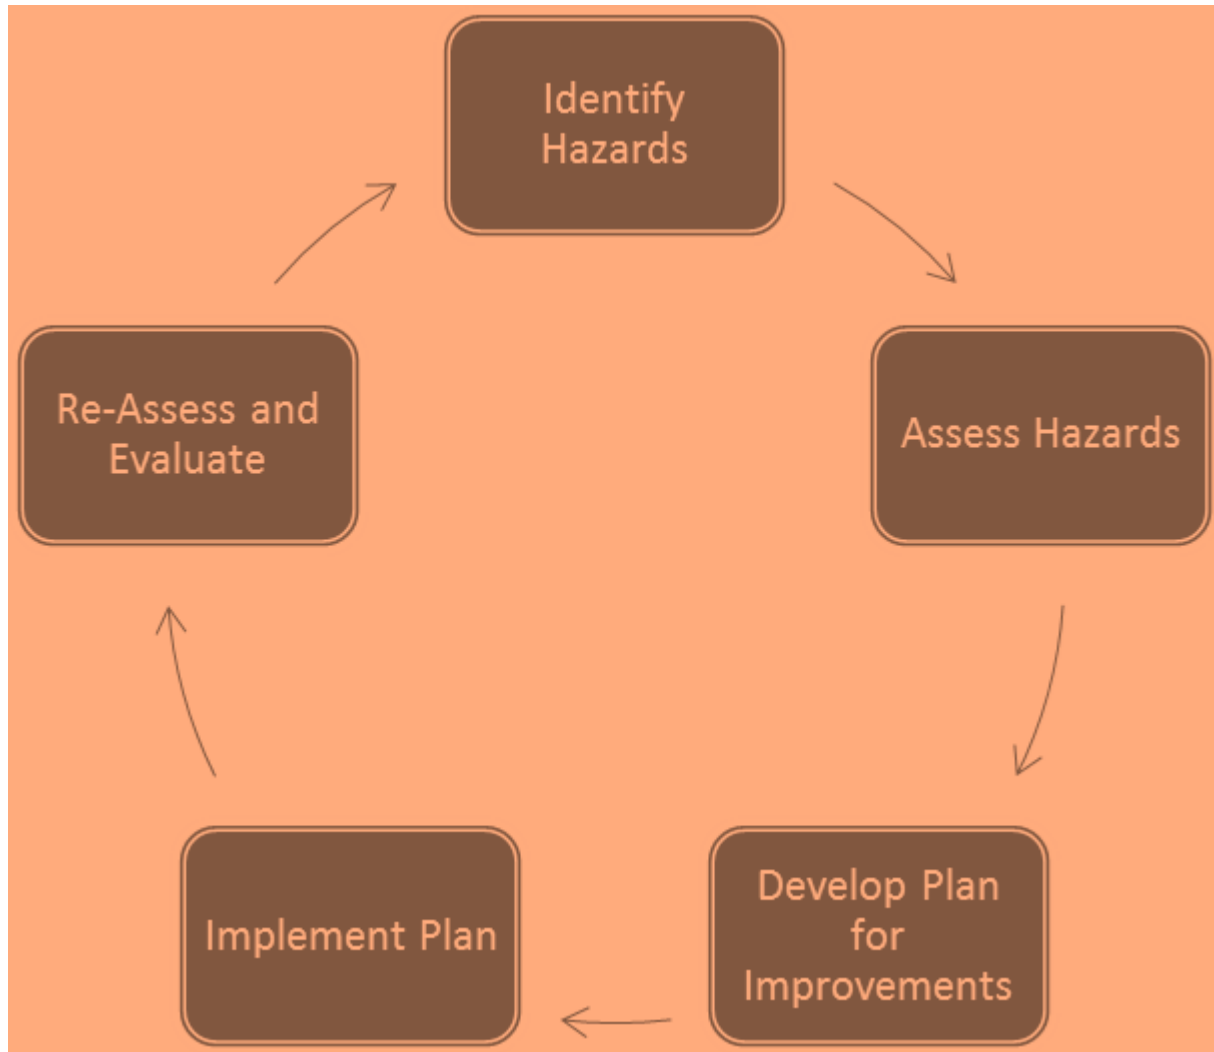 Identify
Hazards
Assess Hazards
Develop Plan
for
Improvements
Implement Plan
Re-Assess and
Evaluate